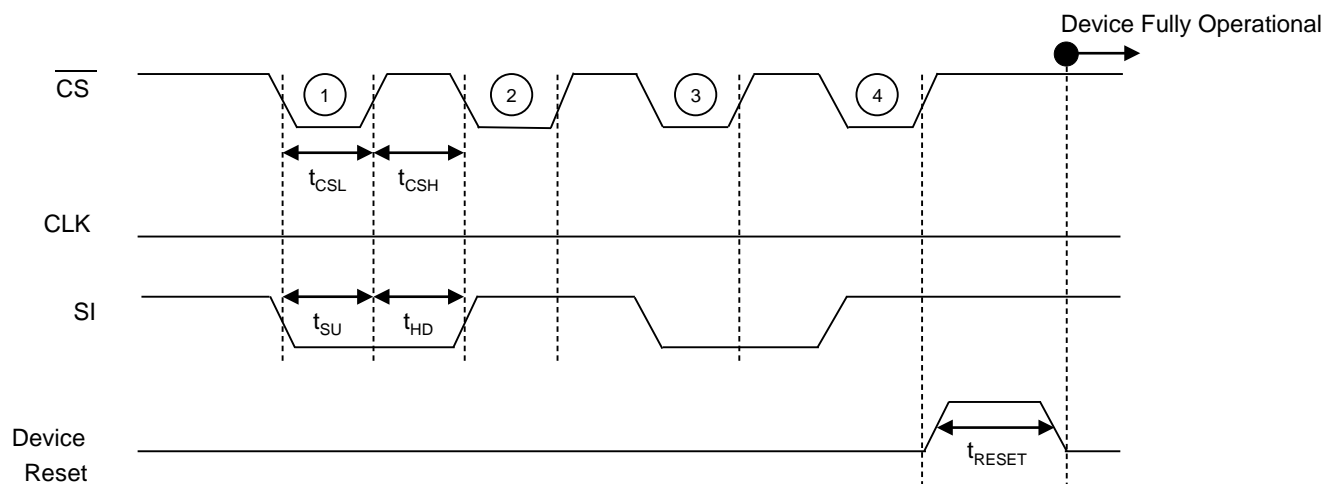 Device Fully Operational
CS
1
2
3
4
tCSL
tCSH
CLK
SI
tSU
tHD
Device
Reset
tRESET